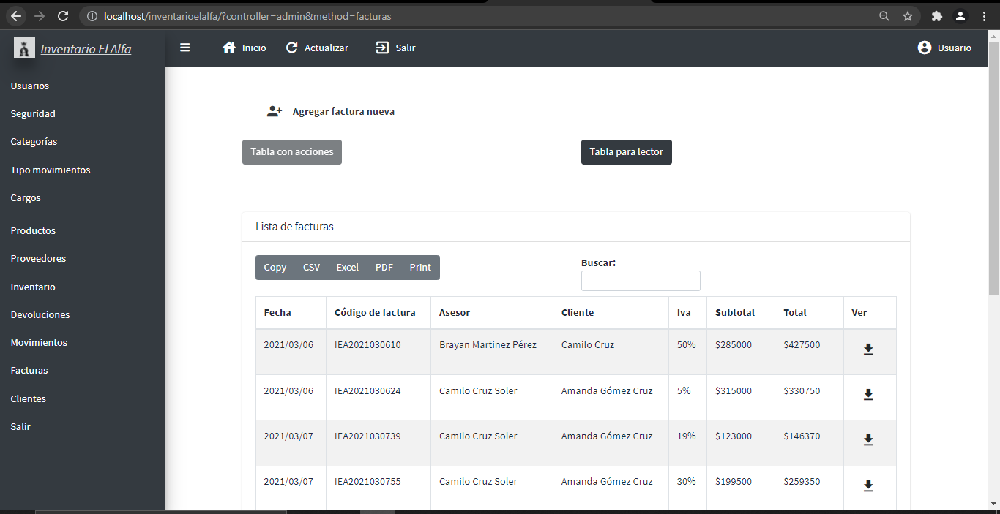 localhost/inventarioelalfa/?controller=admin&method=facturas
Inventario El Alfa
Inicio
Actualizar
Salir
Usuario
Usuarios
Seguridad
Categorías
Tipo movimientos
Cargos
Productos
Proveedores
Inventario
Devoluciones
Movimientos
Facturas
Clientes
Salir
Agregar factura nueva
Tabla con acciones
Tabla para lector
Lista de facturas
Copy CSV Excel PDF Print
Buscar:
Fecha Código de factura Asesor Cliente Iva Subtotal Total Ver
2021/03/06 IEA2021030610 Brayan Martinez Pérez Camilo Cruz 50% $285000 $427500
2021/03/06 IEA2021030624 Camilo Cruz Soler Amanda Gómez Cruz 5% $315000 $330750
2021/03/07 IEA2021030739 Camilo Cruz Soler Amanda Gómez Cruz 19% $123000 $146370
2021/03/07 IEA2021030755 Camilo Cruz Soler Amanda Gómez Cruz 30% $199500 $259350